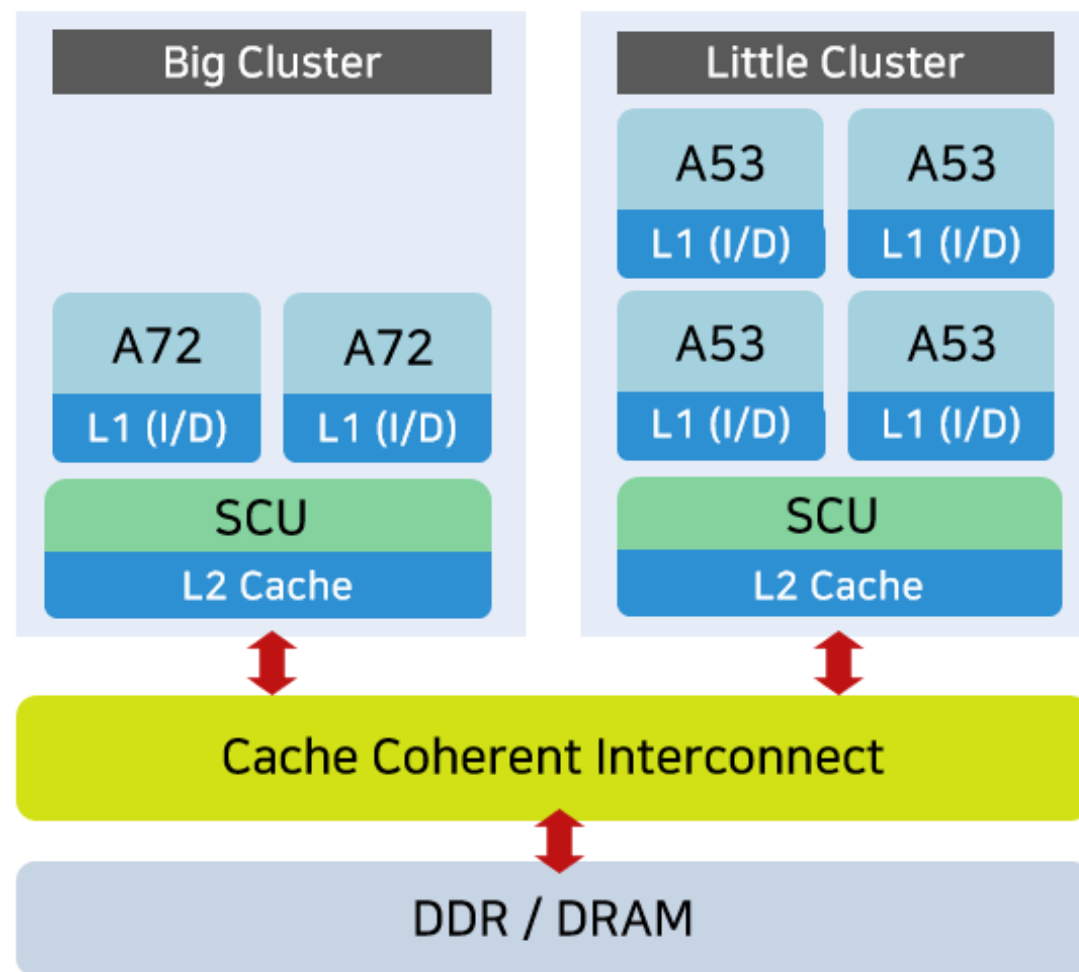 Big Cluster
A72
L1 (I/D)
A72
L1 (I/D)
SCU
L2 Cache
Little Cluster
A53
L1 (I/D)
A53
L1 (I/D)
A53
L1 (I/D)
A53
L1 (I/D)
SCU
L2 Cache
Cache Coherent Interconnect
DDR / DRAM